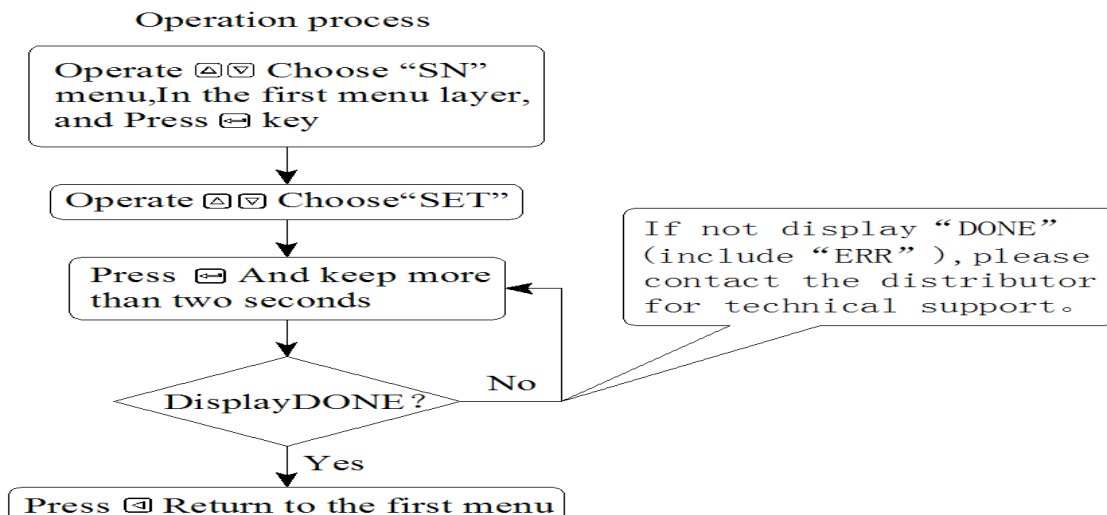 Operation process
Operate △▽ Choose “SN”
menu,In the first menu layer,
and Press ↵ key
Operate △▽ Choose“SET”
Press ↵ And keep more
than two seconds
If not display “DONE”
(include “ERR” ),please
contact the distributor
for technical support。
No
DisplayDONE?
Yes
Press ◁ Return to the first menu